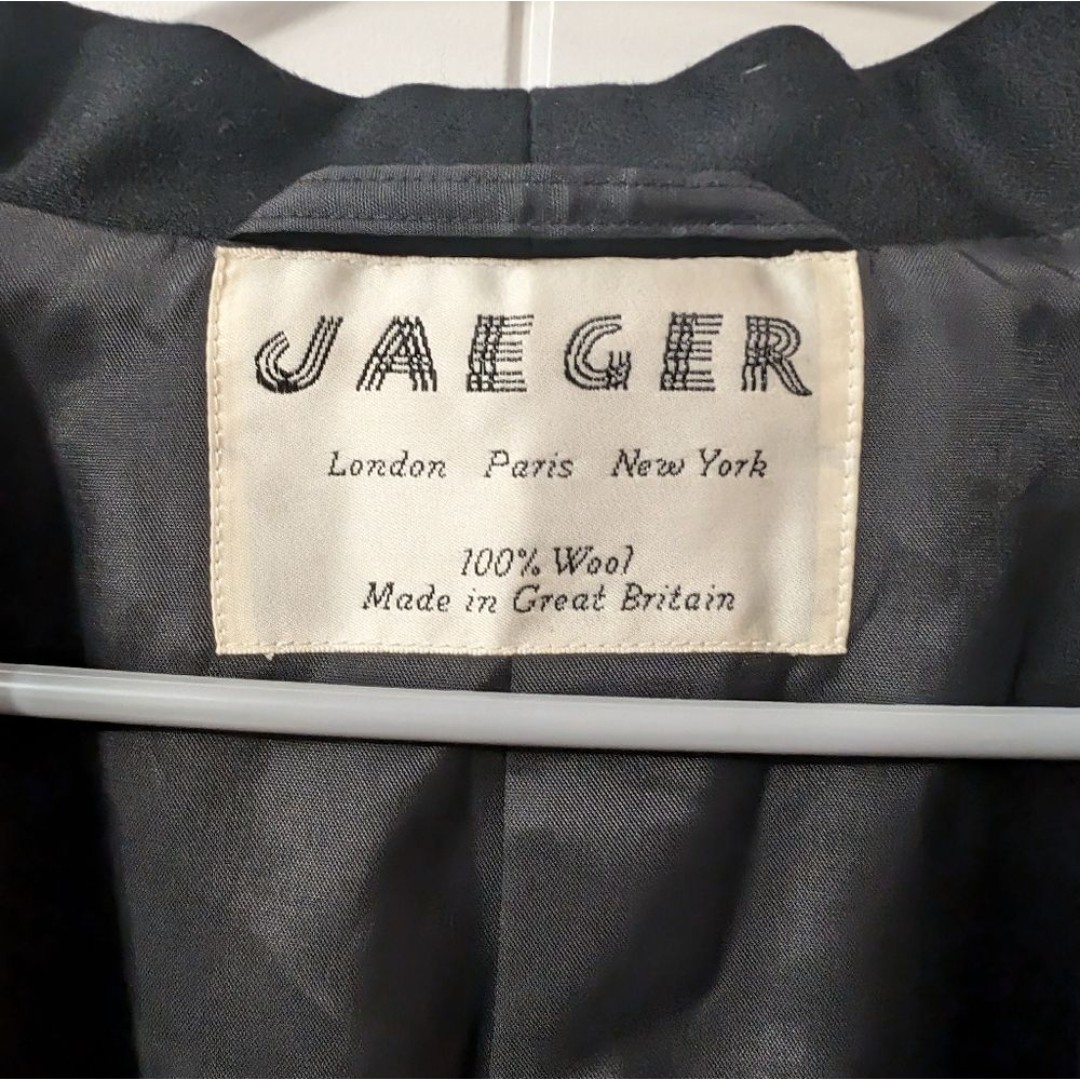 JAEGER
London Paris New York
100% Wool
Made in Great Britain